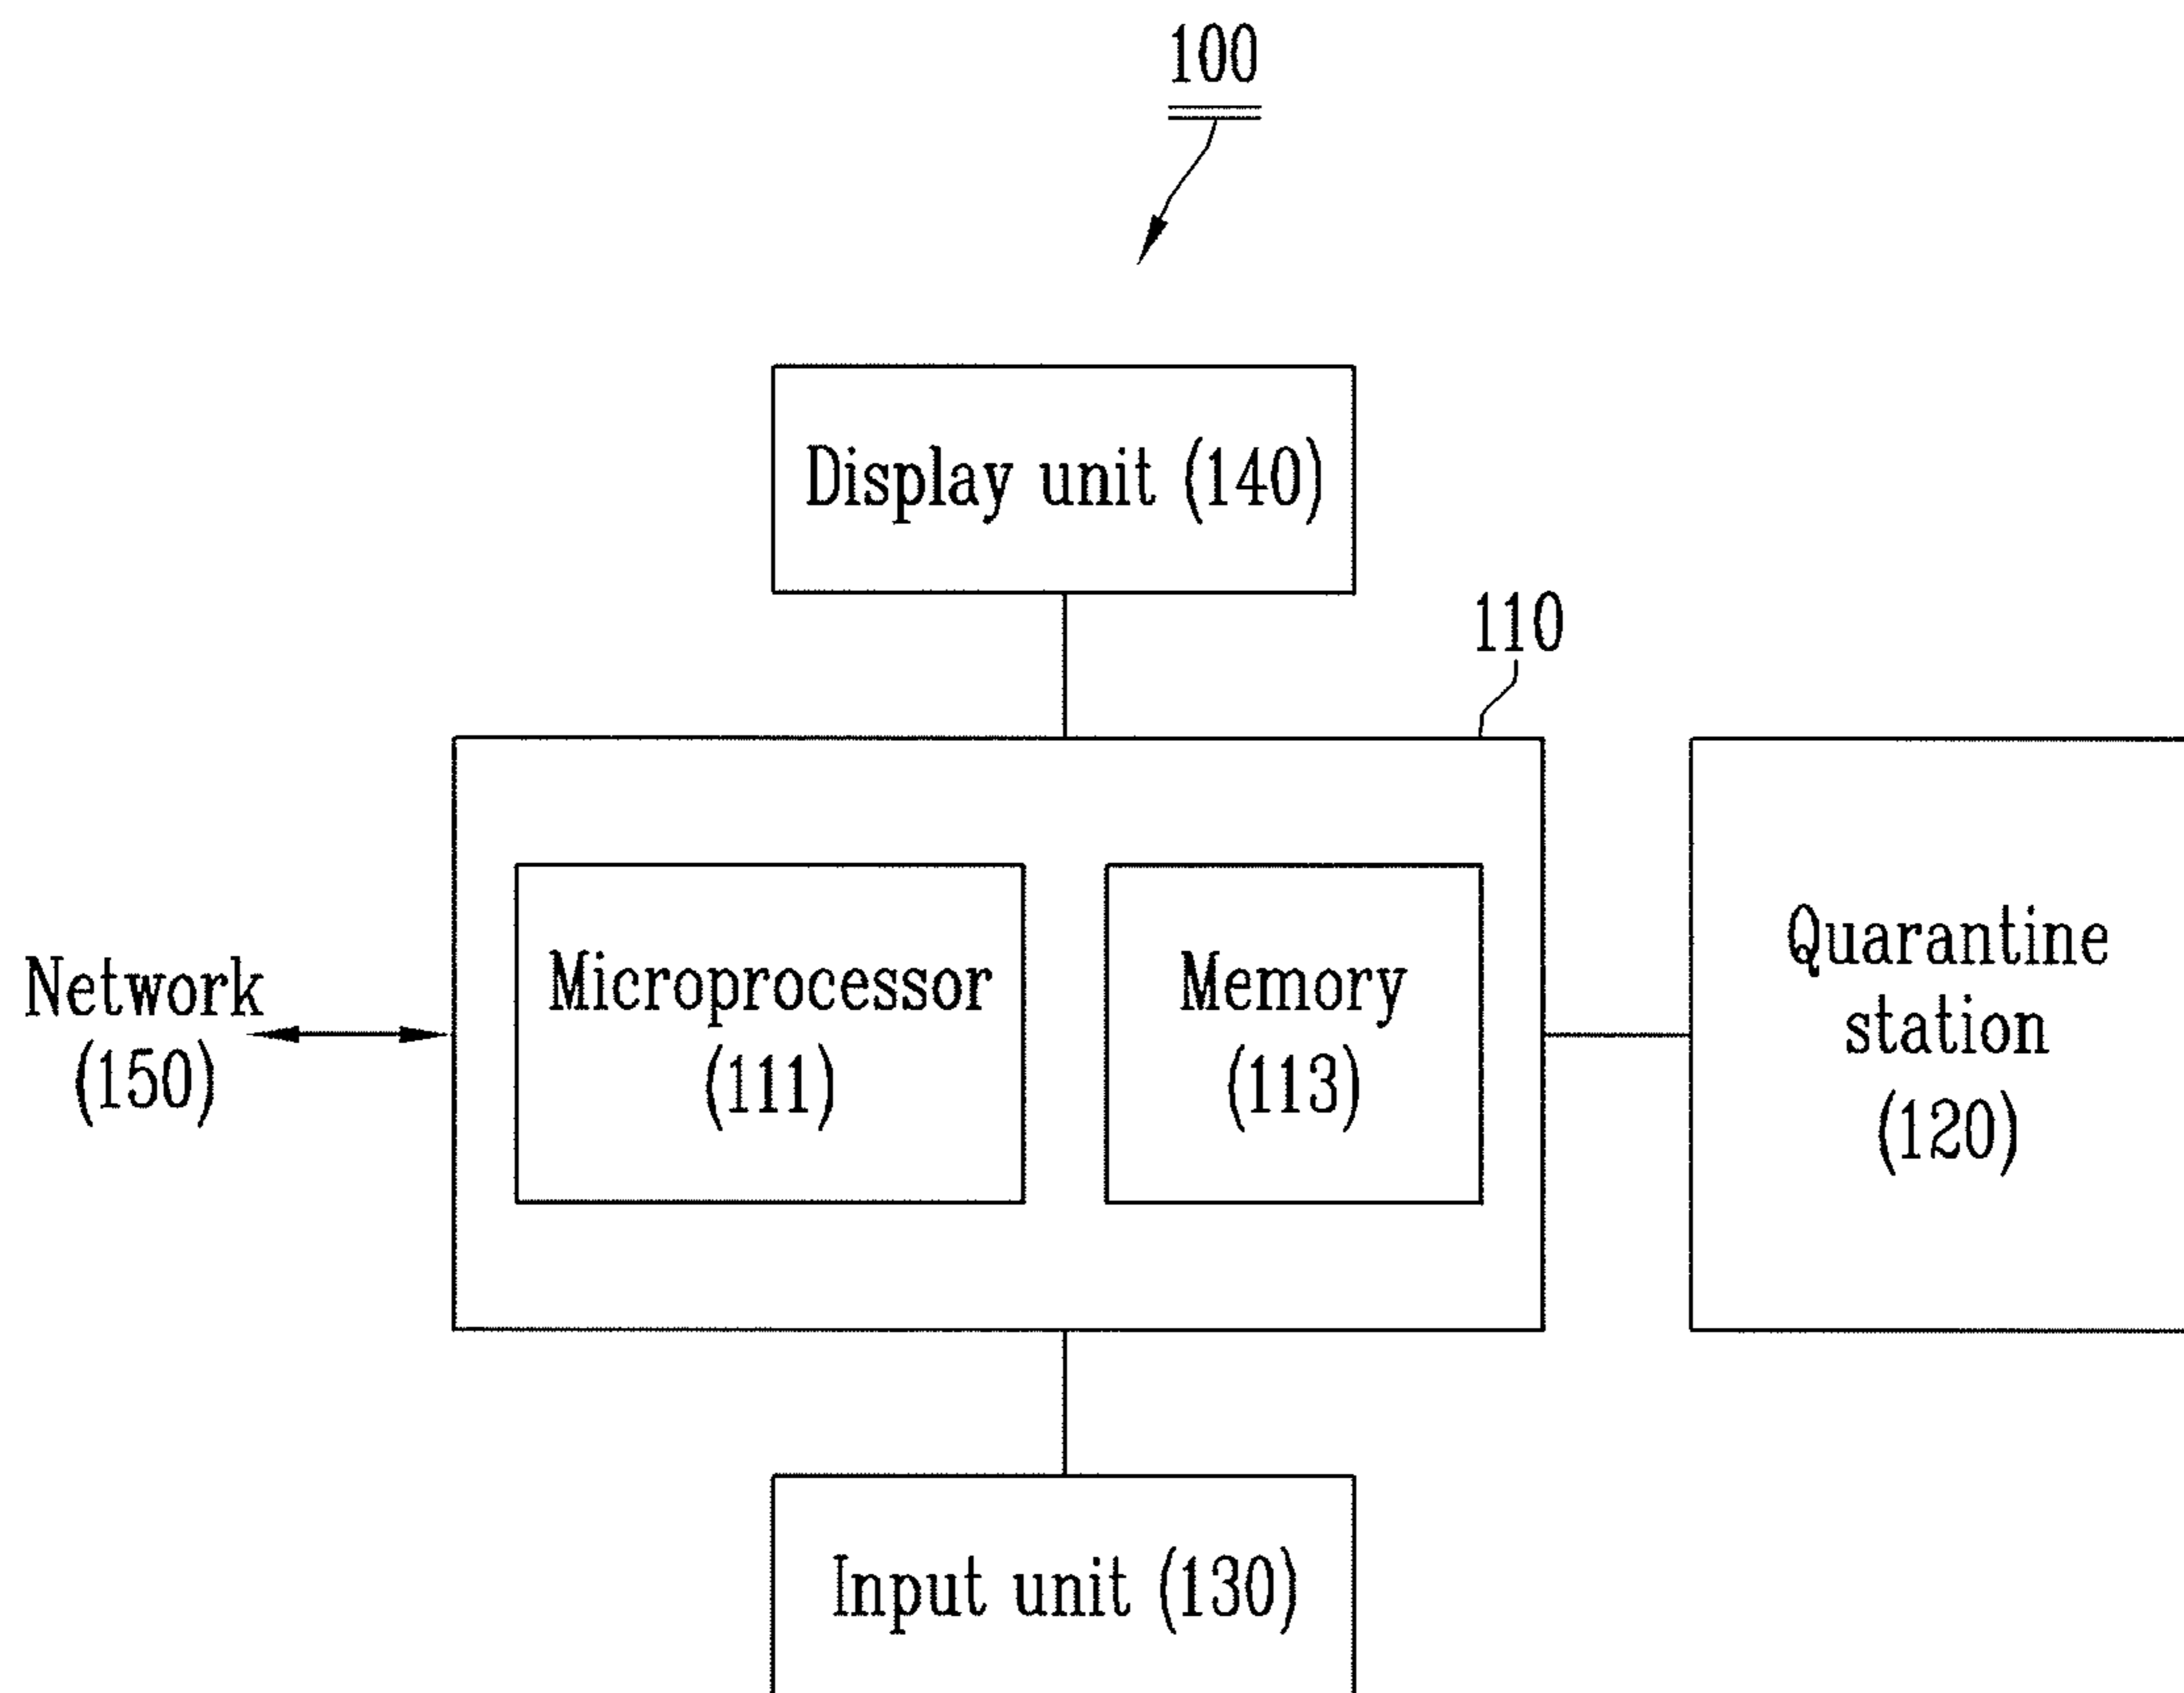 100
Display unit (140)
110
Network
(150)
Microprocessor
(111)
Memory
(113)
Quarantine
station
(120)
Input unit (130)